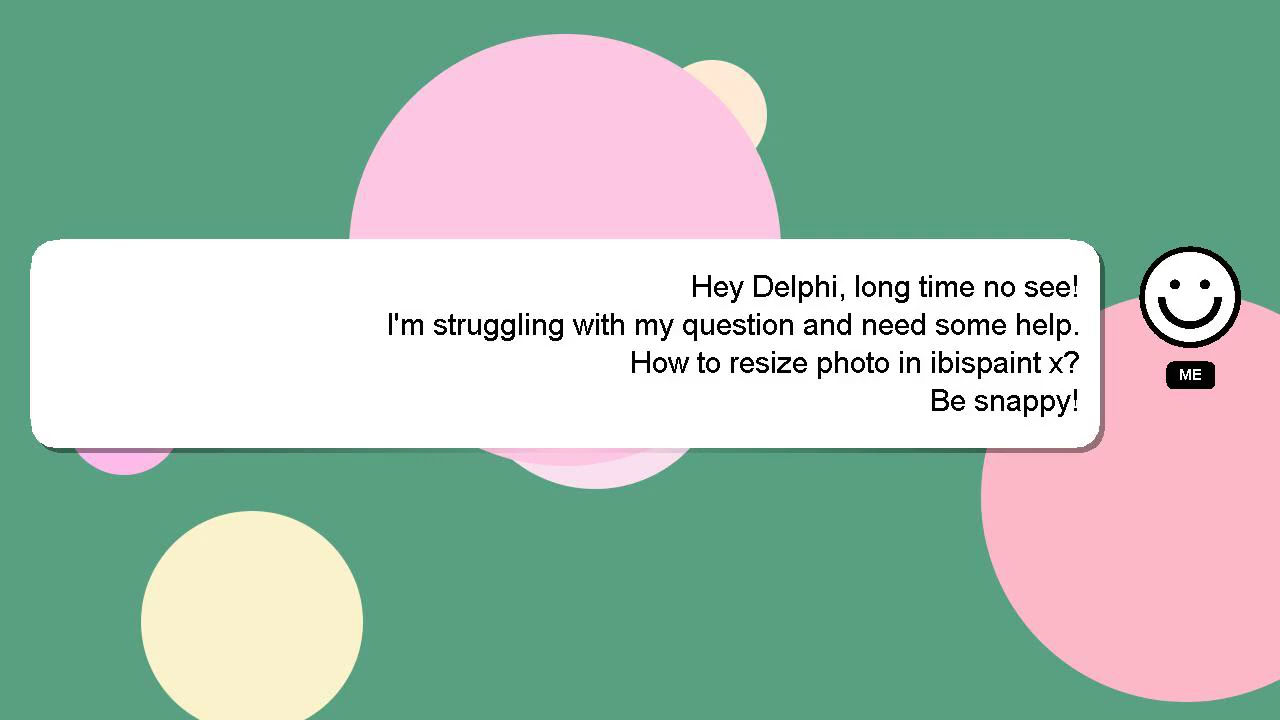 Hey Delphi, long time no see!
I'm struggling with my question and need some help.
How to resize photo in ibispaint x?
Be snappy!
ME